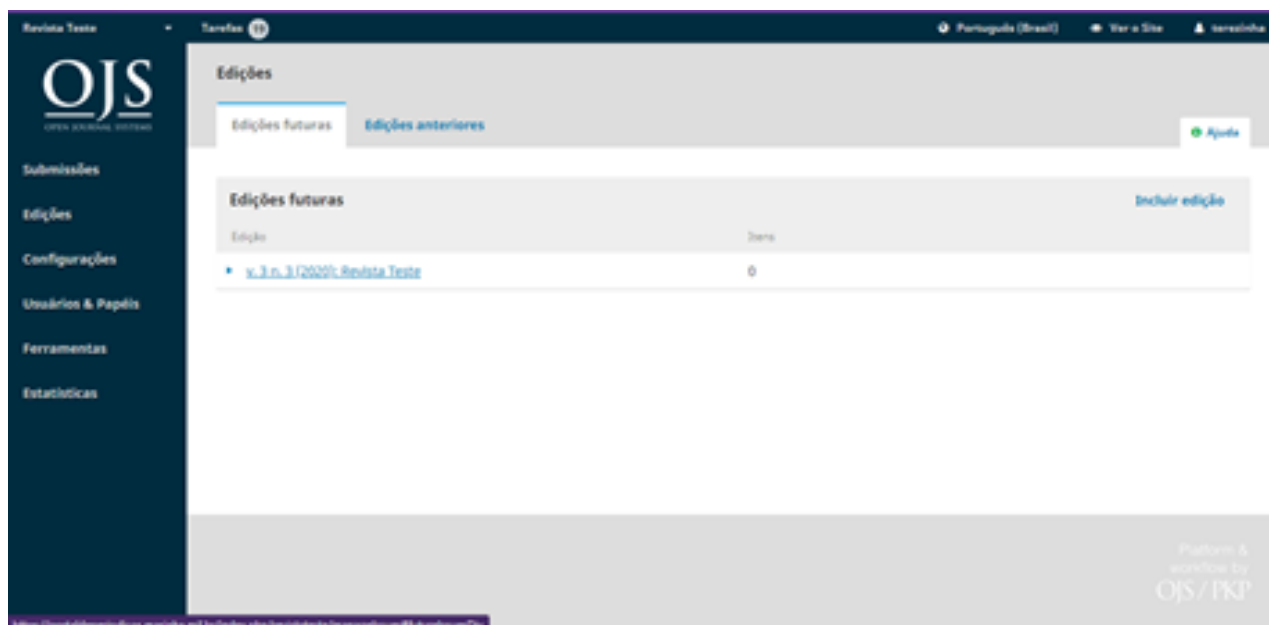 Revista Teste
Tarefas
Português (Brasil)
Ver o Site
terezinha
OJS
OPEN JOURNAL SYSTEMS
Edições
Edições futuras
Edições anteriores
Ajuda
Submissões
Edições
Configurações
Usuários & Papéis
Ferramentas
Estatísticas
Edições futuras
Incluir edição
Edição
Itens
v. 3 n. 3 (2020): Revista Teste
0
Platform &
workflow by
OJS / PKP